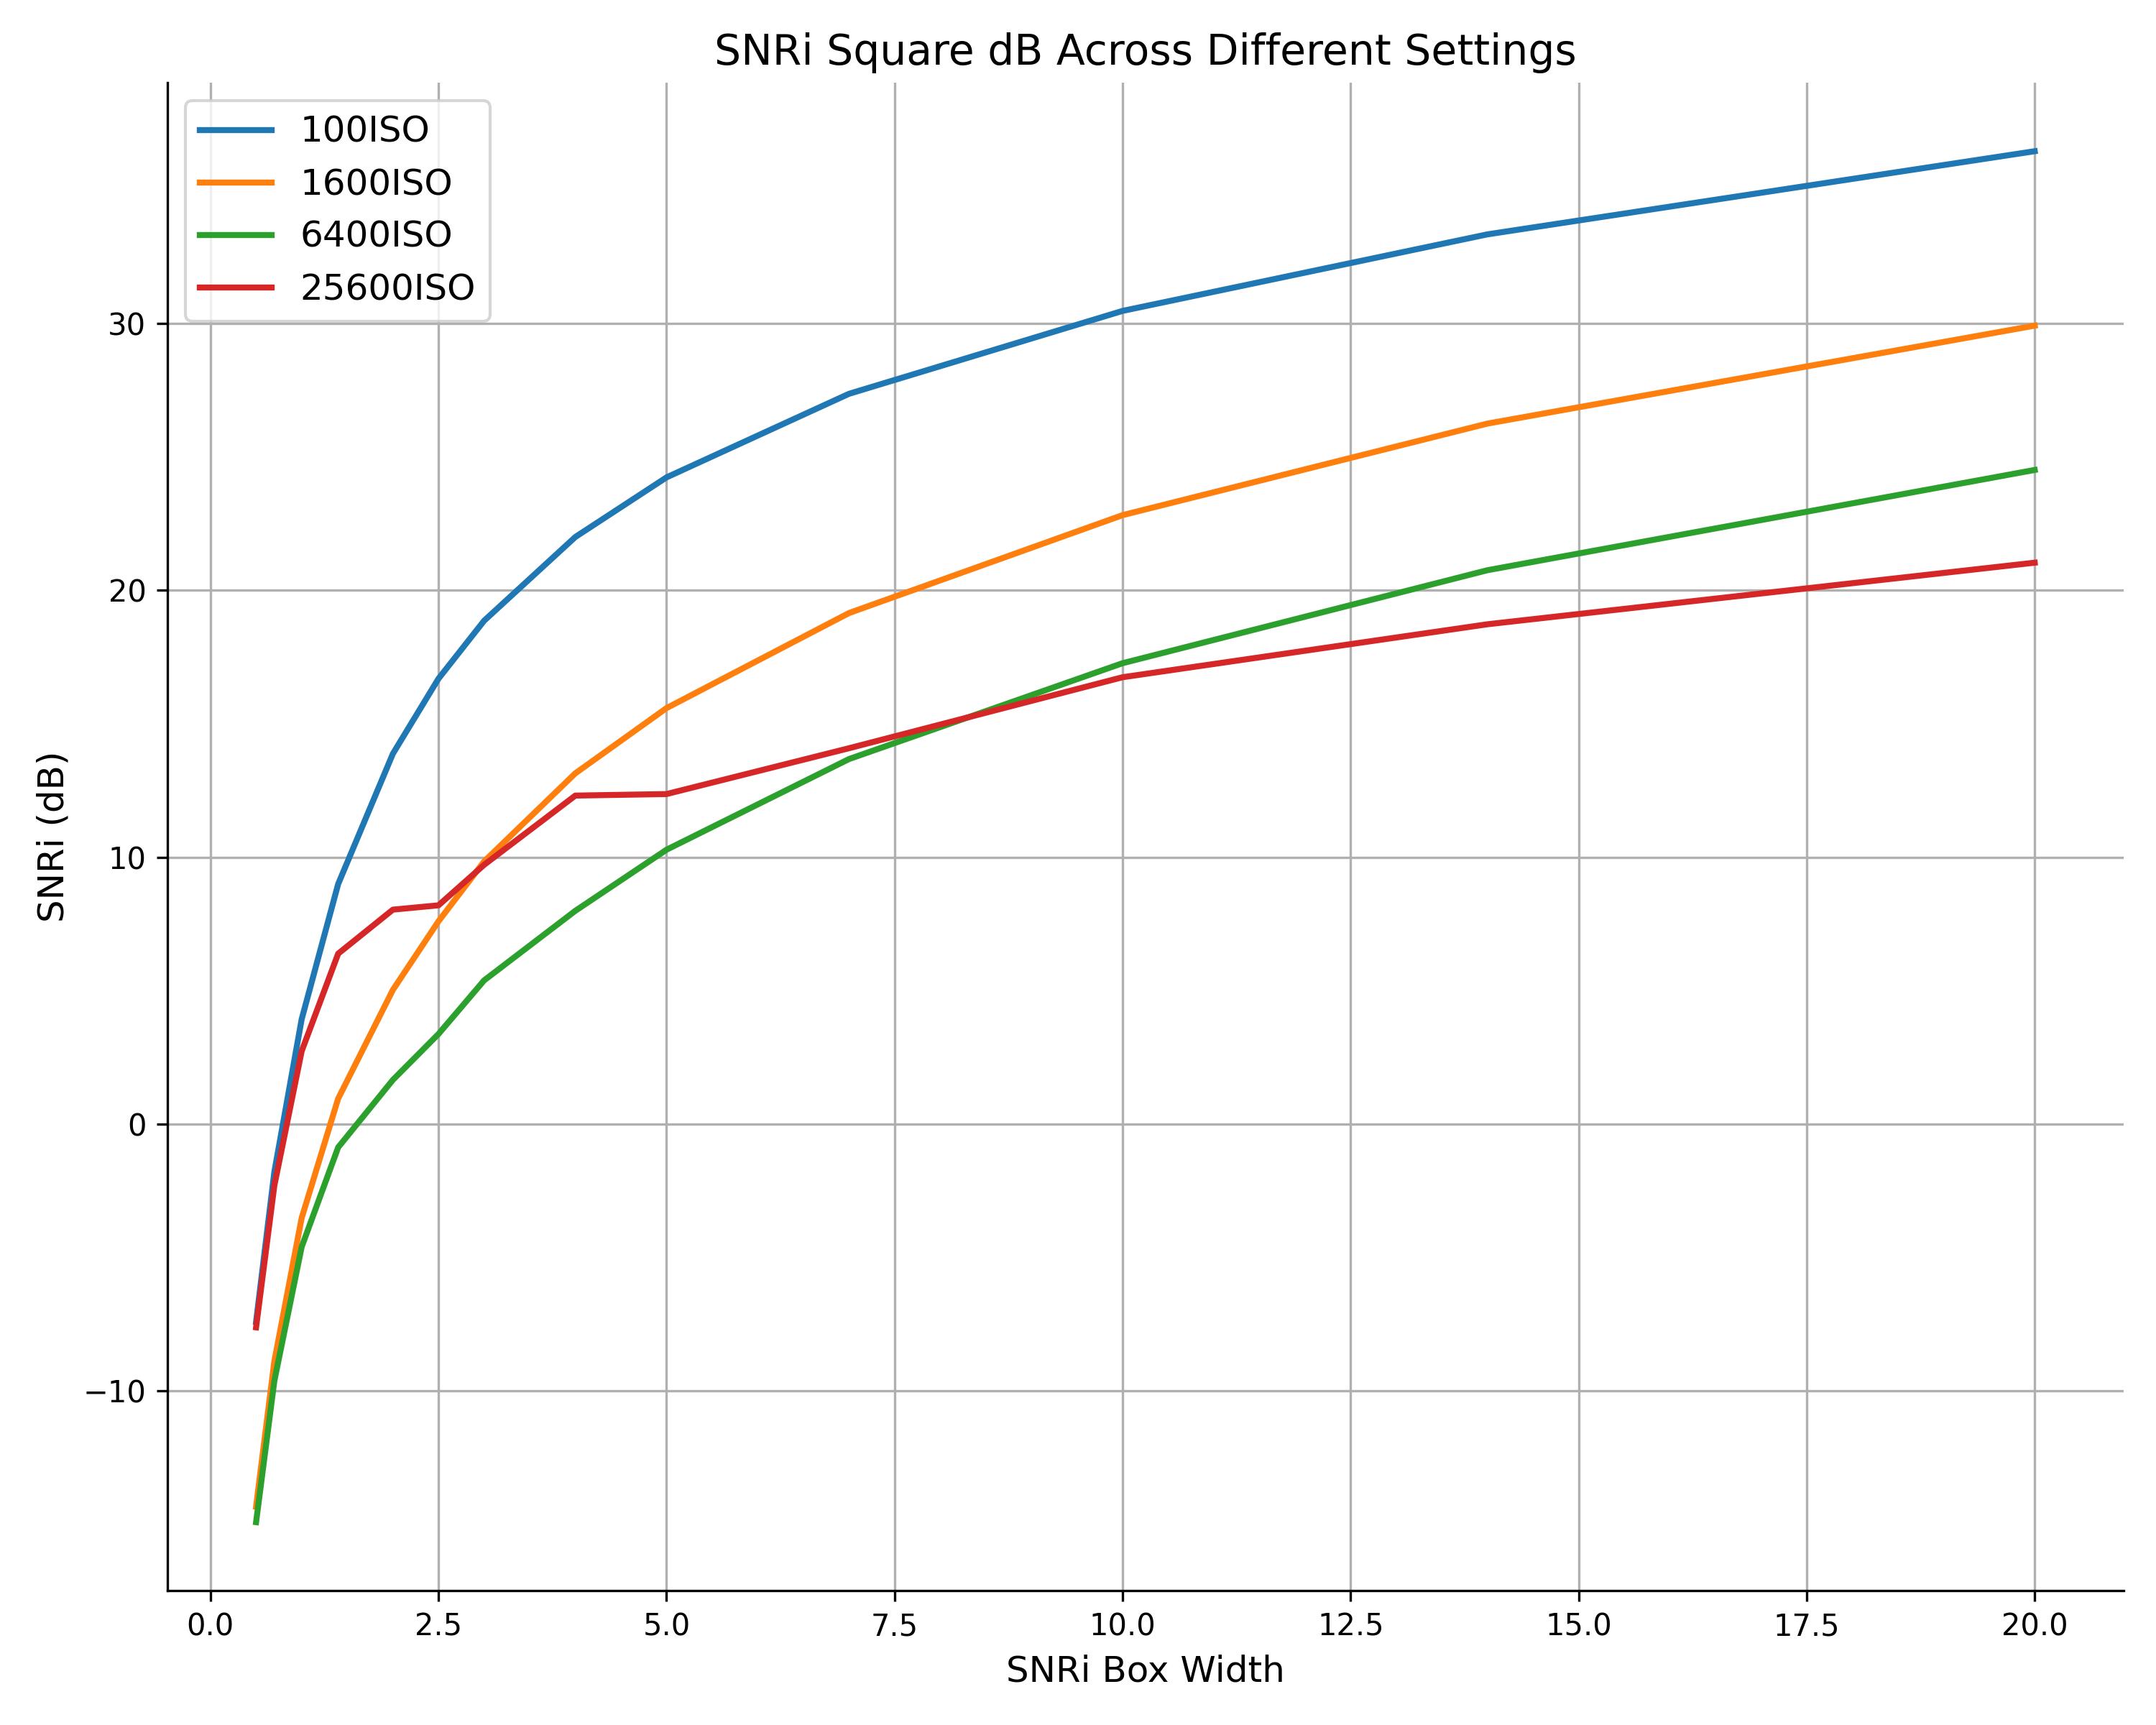 SNRi Square dB Across Different Settings
100ISO
1600ISO
6400ISO
25600ISO
30
20
10
0
−10
SNRi (dB)
0.0 2.5 5.0 7.5 10.0 12.5 15.0 17.5 20.0
SNRi Box Width